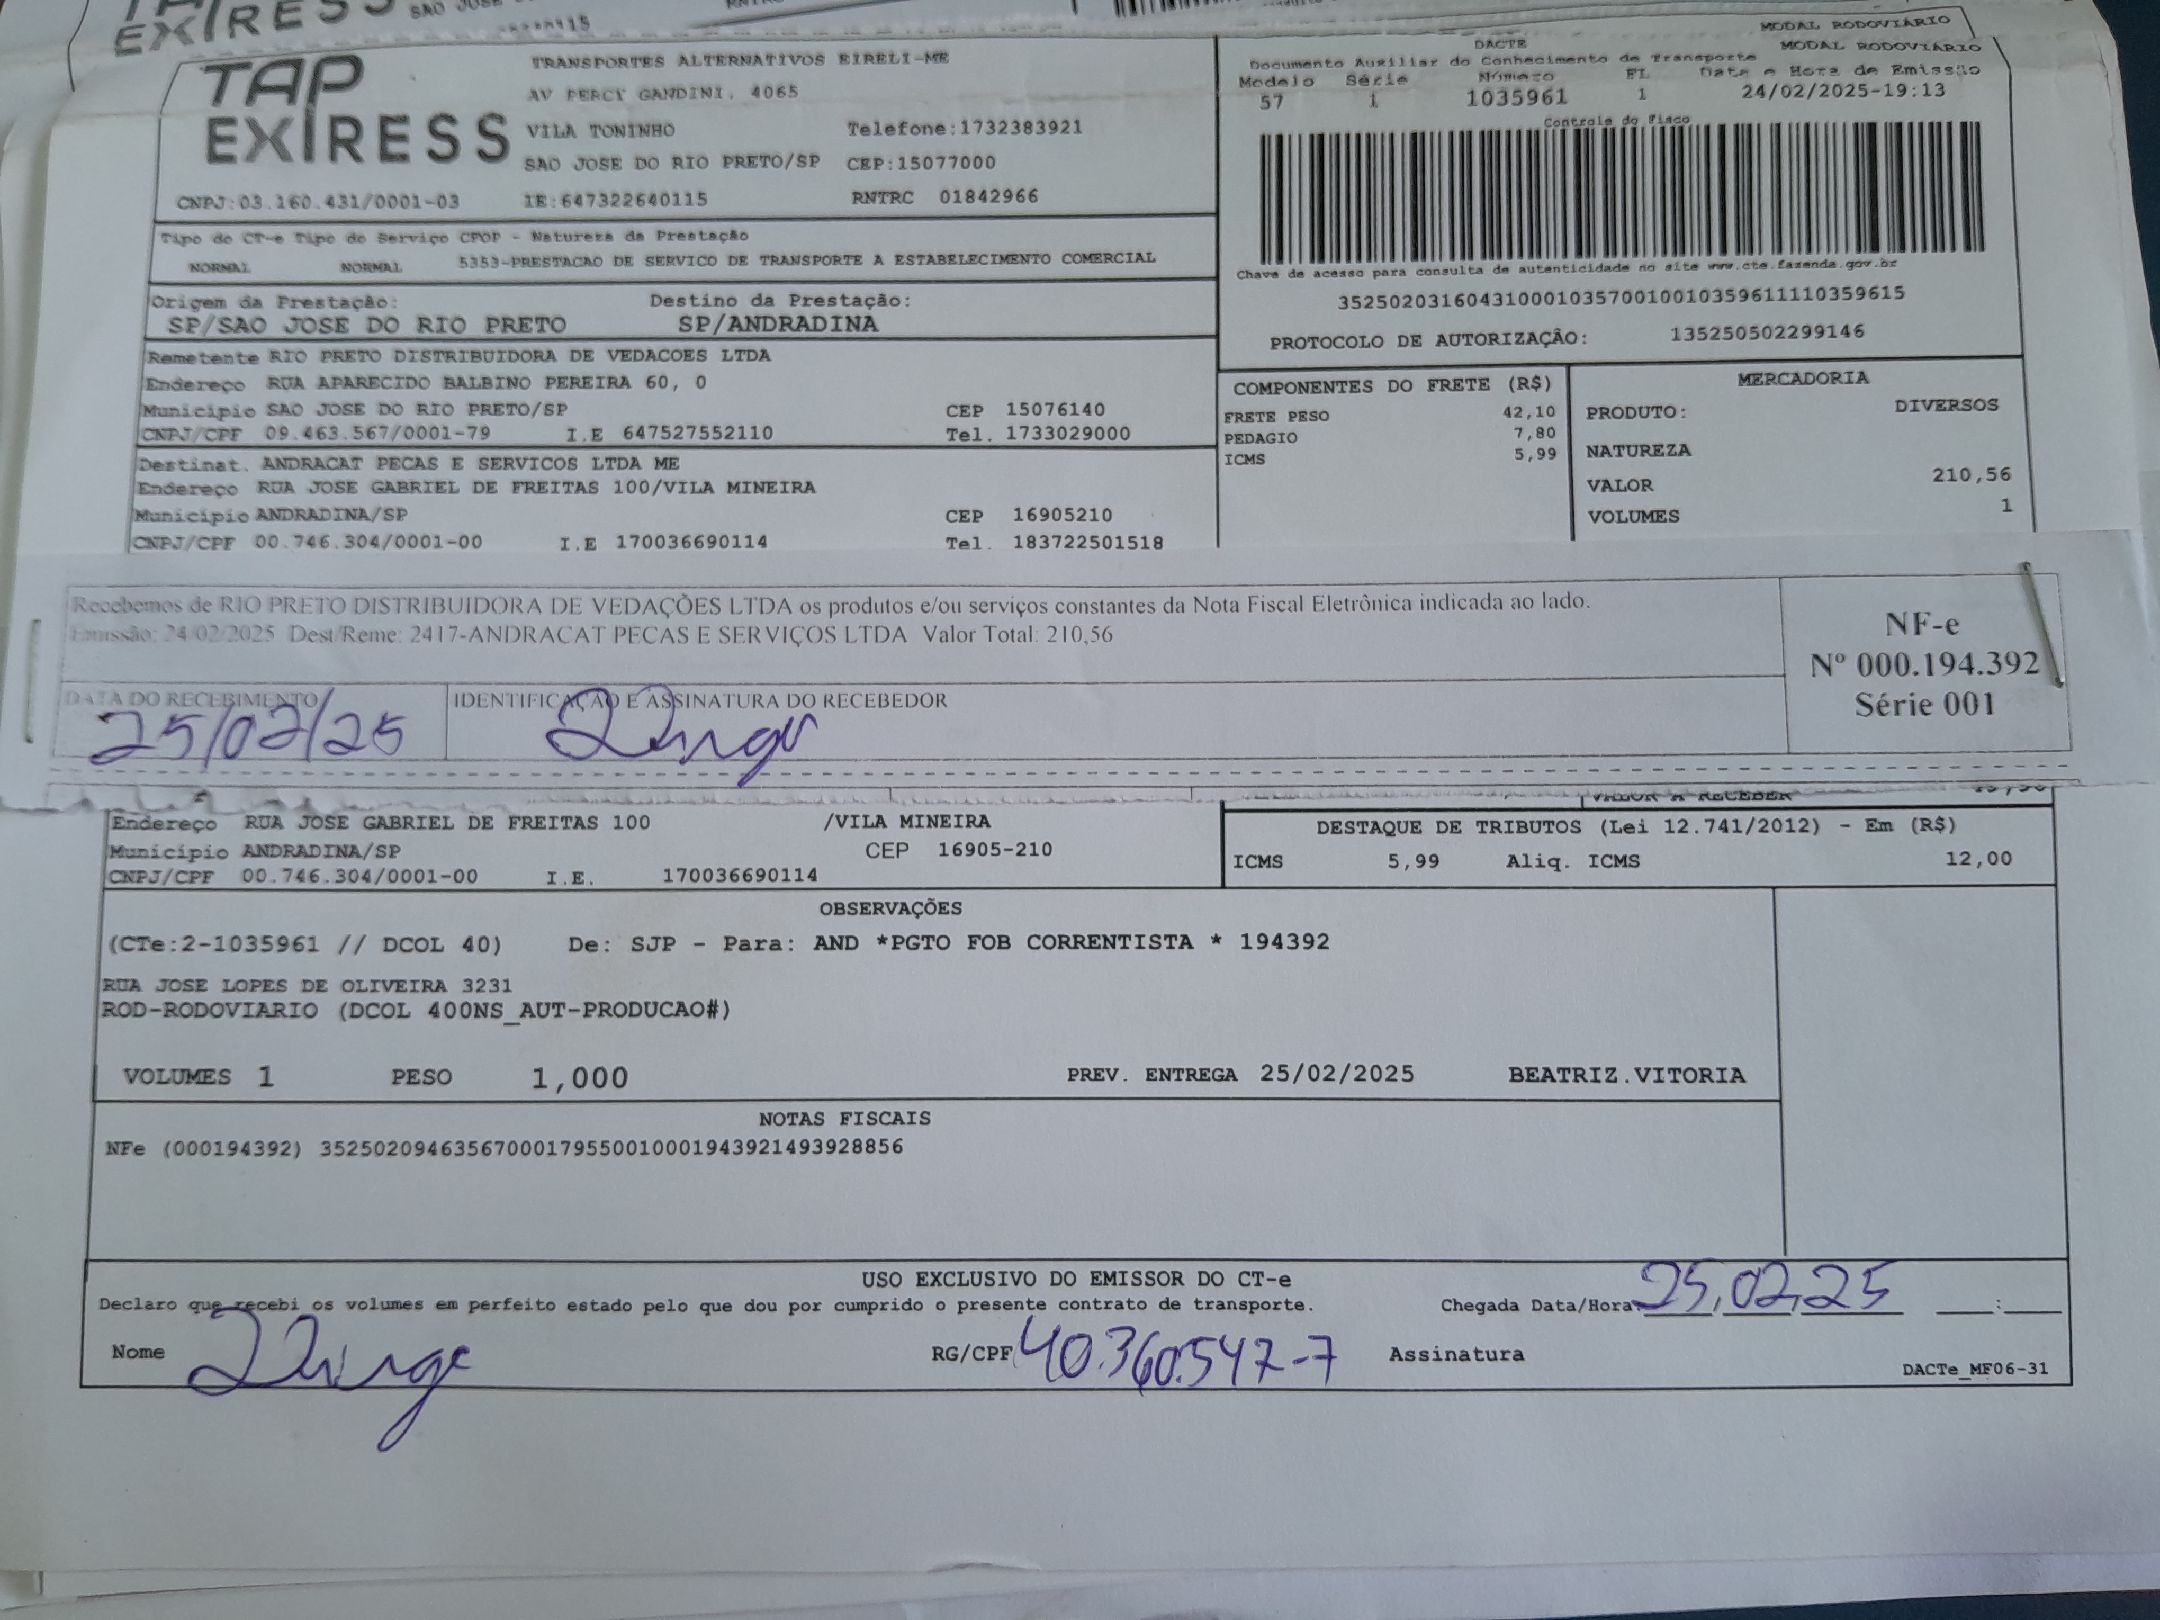 EXIRESS
MODAL RODOVIÁRIO
TAP EXIRESS
TRANSPORTES ALTERNATIVOS EIRELI-ME
AV PERCY GANDINI, 4065
VILA TONINHO Telefone:1732383921
SAO JOSE DO RIO PRETO/SP CEP:15077000
CNPJ:03.160.431/0001-03 IE:647322640115 RNTRC 01842966
DACTE MODAL RODOVIÁRIO
Documento Auxiliar do Conhecimento de Transporte
Modelo Série Número FL Data e Hora de Emissão
57 1 1035961 1 24/02/2025-19:13
Controle do Fisco
Chave de acesso para consulta de autenticidade no site www.cte.fazenda.gov.br
35250203160431000103570010010359611110359615
PROTOCOLO DE AUTORIZAÇÃO: 135250502299146
Tipo do CT-e Tipo do Serviço CFOP - Natureza da Prestação
NORMAL NORMAL 5353-PRESTACAO DE SERVICO DE TRANSPORTE A ESTABELECIMENTO COMERCIAL
Origem da Prestação: Destino da Prestação:
SP/SAO JOSE DO RIO PRETO SP/ANDRADINA
Remetente RIO PRETO DISTRIBUIDORA DE VEDACOES LTDA
Endereço RUA APARECIDO BALBINO PEREIRA 60, 0
Município SAO JOSE DO RIO PRETO/SP CEP 15076140
CNPJ/CPF 09.463.567/0001-79 I.E 647527552110 Tel. 1733029000
Destinat. ANDRACAT PECAS E SERVICOS LTDA ME
Endereço RUA JOSE GABRIEL DE FREITAS 100/VILA MINEIRA
Município ANDRADINA/SP CEP 16905210
CNPJ/CPF 00.746.304/0001-00 I.E 170036690114 Tel. 183722501518
COMPONENTES DO FRETE (R$)
FRETE PESO 42,10
PEDAGIO 7,80
ICMS 5,99
MERCADORIA
PRODUTO: DIVERSOS
NATUREZA
VALOR 210,56
VOLUMES 1
Recebemos de RIO PRETO DISTRIBUIDORA DE VEDAÇÕES LTDA os produtos e/ou serviços constantes da Nota Fiscal Eletrônica indicada ao lado.
Emissão: 24/02/2025 Dest/Reme: 2417-ANDRACAT PECAS E SERVIÇOS LTDA Valor Total: 210,56
DATA DO RECEBIMENTO IDENTIFICAÇÃO E ASSINATURA DO RECEBEDOR
25/02/25
NF-e
Nº 000.194.392
Série 001
VALOR A RECEBER
Endereço RUA JOSE GABRIEL DE FREITAS 100 /VILA MINEIRA
Município ANDRADINA/SP CEP 16905-210
CNPJ/CPF 00.746.304/0001-00 I.E. 170036690114
DESTAQUE DE TRIBUTOS (Lei 12.741/2012) - Em (R$)
ICMS 5,99 Aliq. ICMS 12,00
OBSERVAÇÕES
(CTe:2-1035961 // DCOL 40) De: SJP - Para: AND *PGTO FOB CORRENTISTA * 194392
RUA JOSE LOPES DE OLIVEIRA 3231
ROD-RODOVIARIO (DCOL 400NS_AUT-PRODUCAO#)
VOLUMES 1 PESO 1,000 PREV. ENTREGA 25/02/2025 BEATRIZ.VITORIA
NOTAS FISCAIS
NFe (000194392) 35250209463567000179550010001943921493928856
USO EXCLUSIVO DO EMISSOR DO CT-e
Declaro que recebi os volumes em perfeito estado pelo que dou por cumprido o presente contrato de transporte. Chegada Data/Hora: 25,02,25 :
Nome RG/CPF 40.360.547-7 Assinatura
DACTe_MF06-31